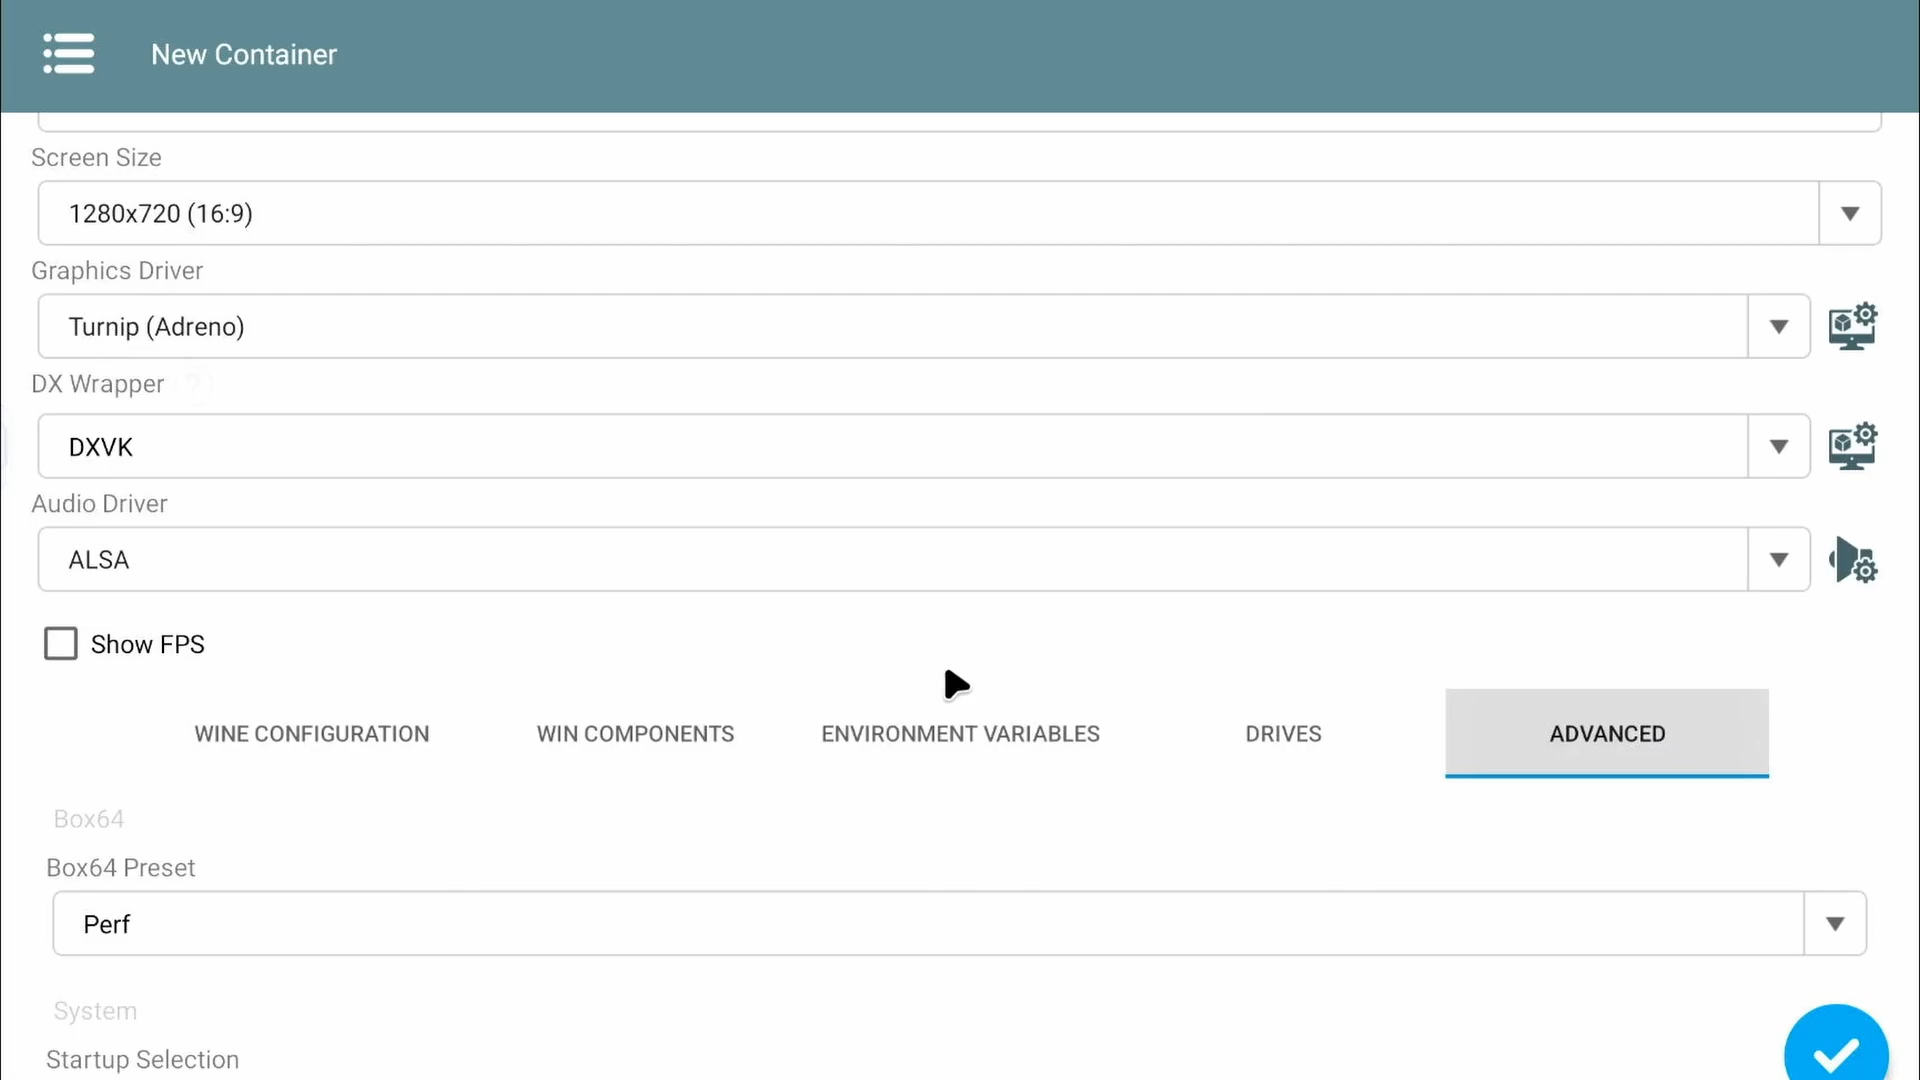 New Container
Screen Size
1280x720 (16:9)
Graphics Driver
Turnip (Adreno)
DX Wrapper ?
DXVK
Audio Driver
ALSA
Show FPS
WINE CONFIGURATION WIN COMPONENTS ENVIRONMENT VARIABLES DRIVES ADVANCED
Box64
Box64 Preset
Perf
System
Startup Selection